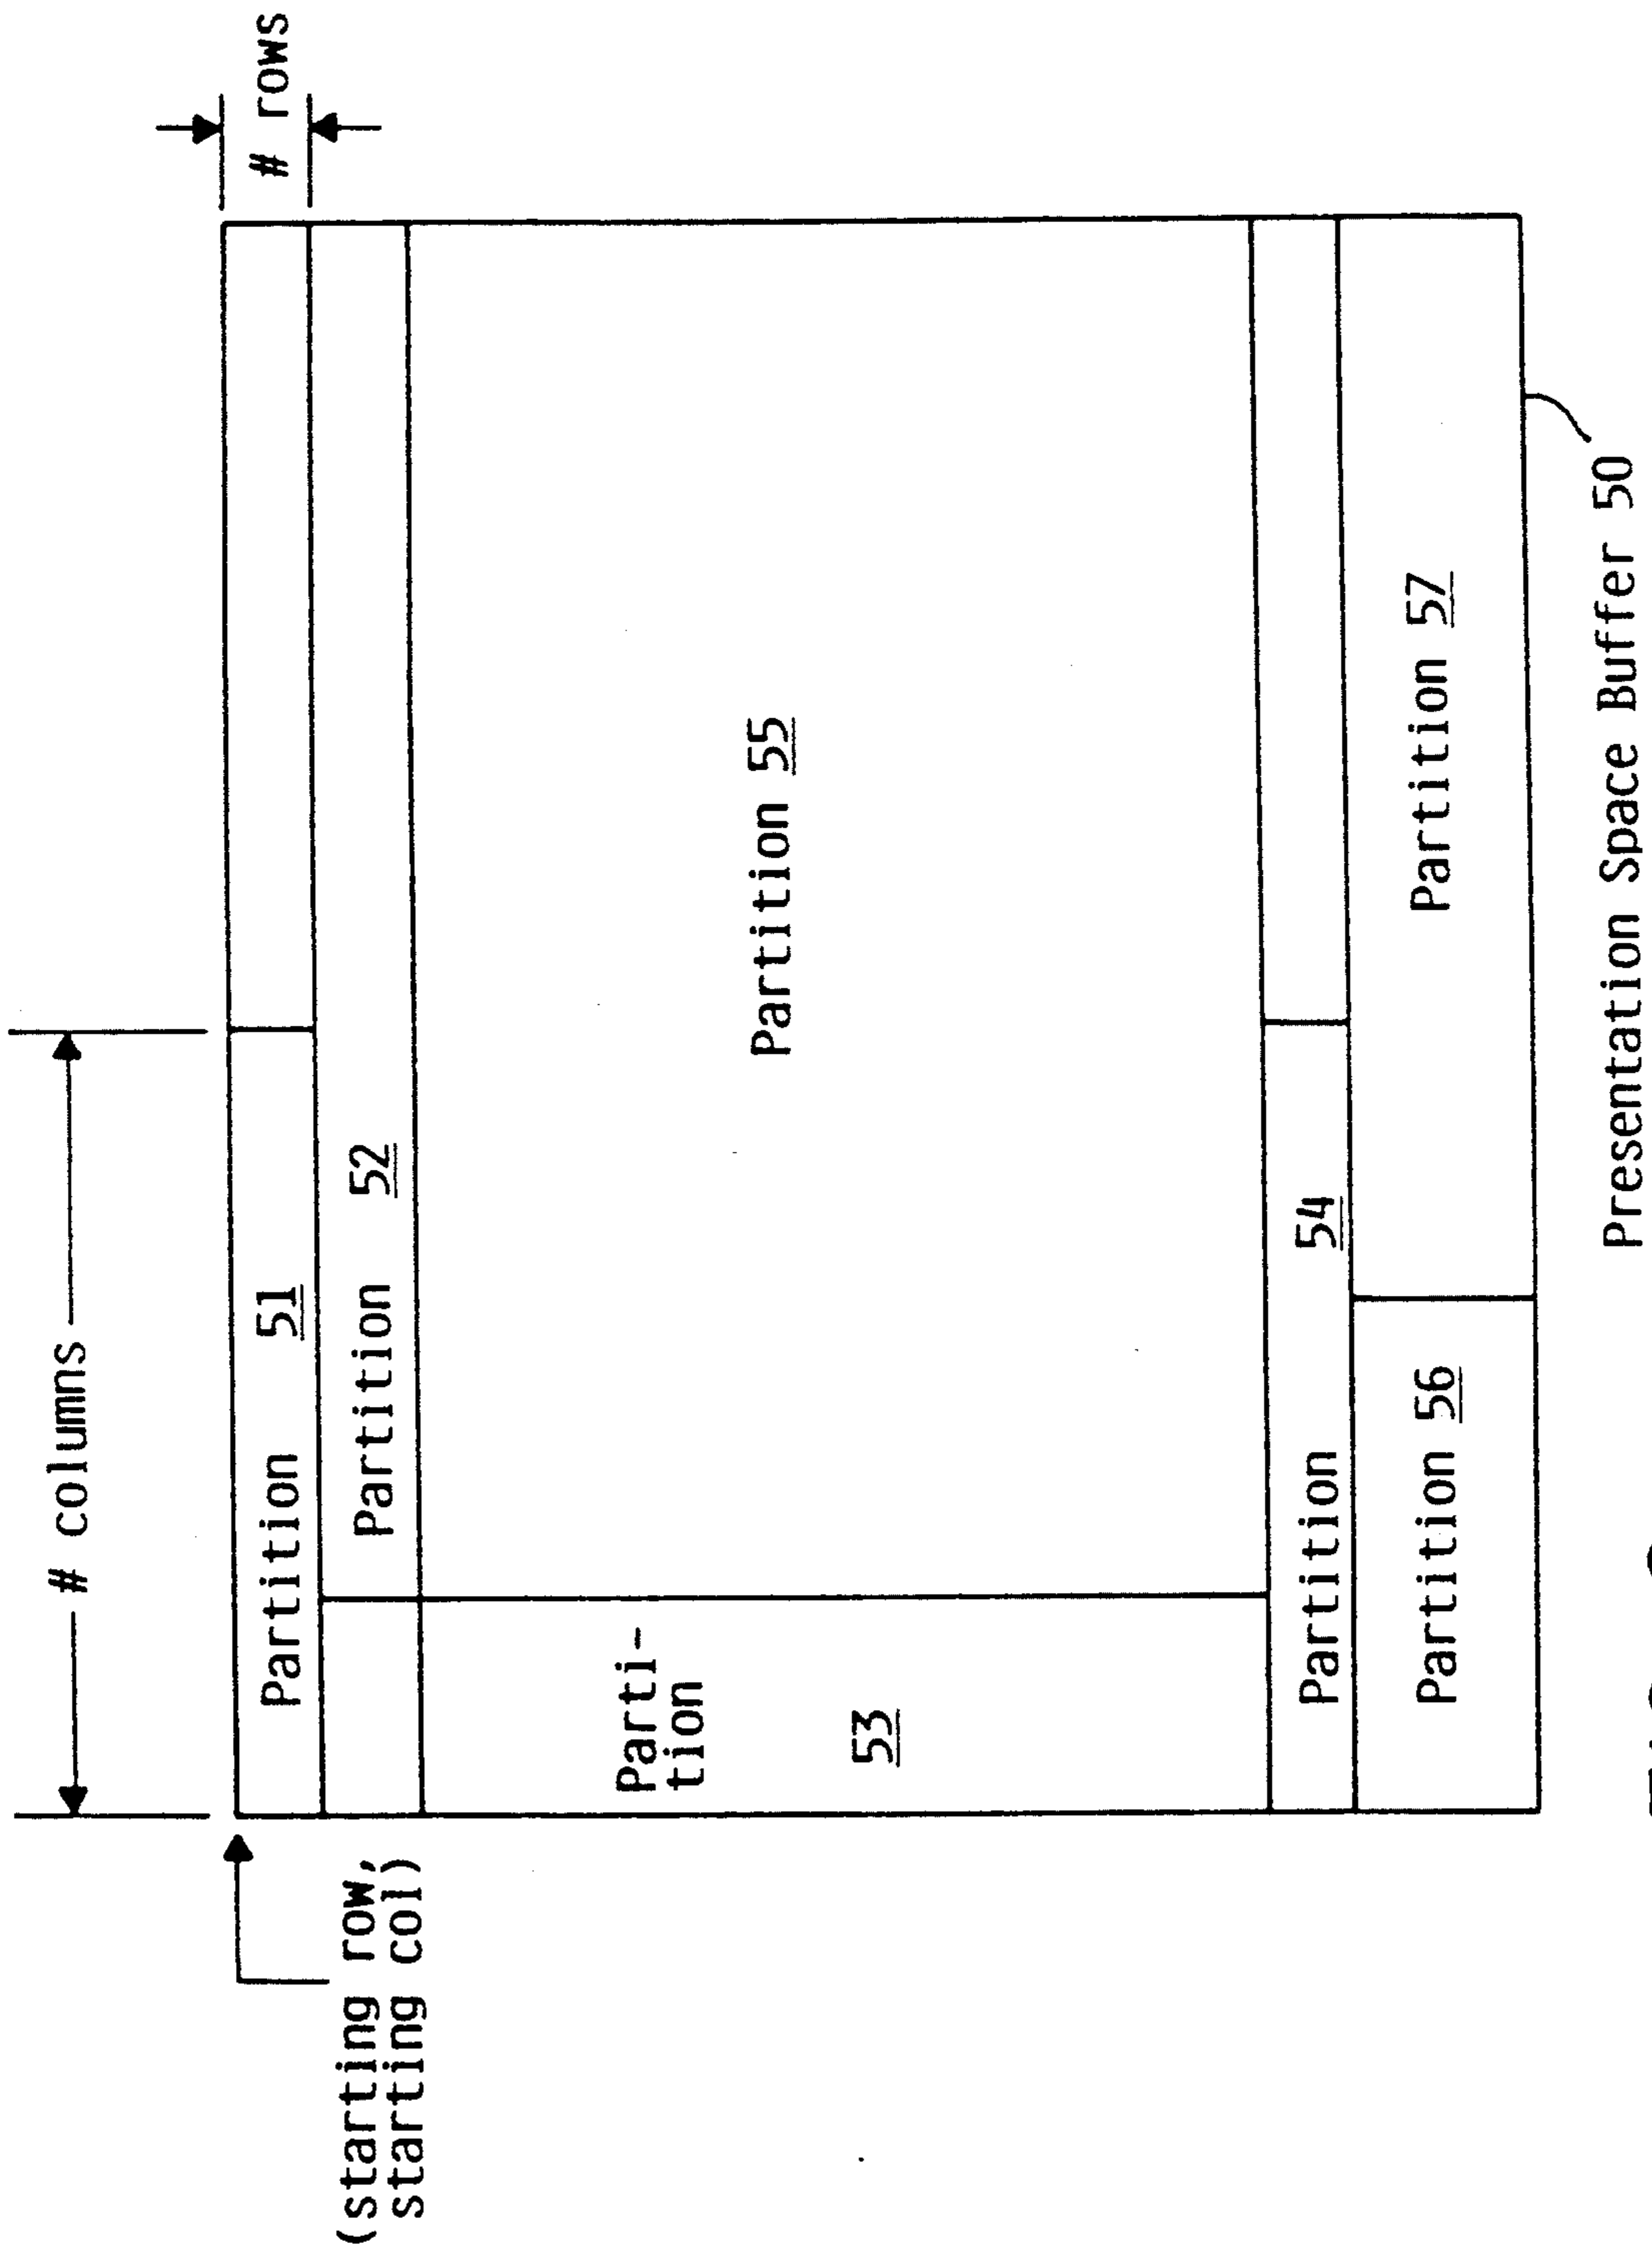 # columns
# rows
(starting row,
starting col)
Partition 51
Partition 52
Parti-
tion
53
Partition 55
Partition 54
Partition 56
Partition 57
Presentation Space Buffer 50